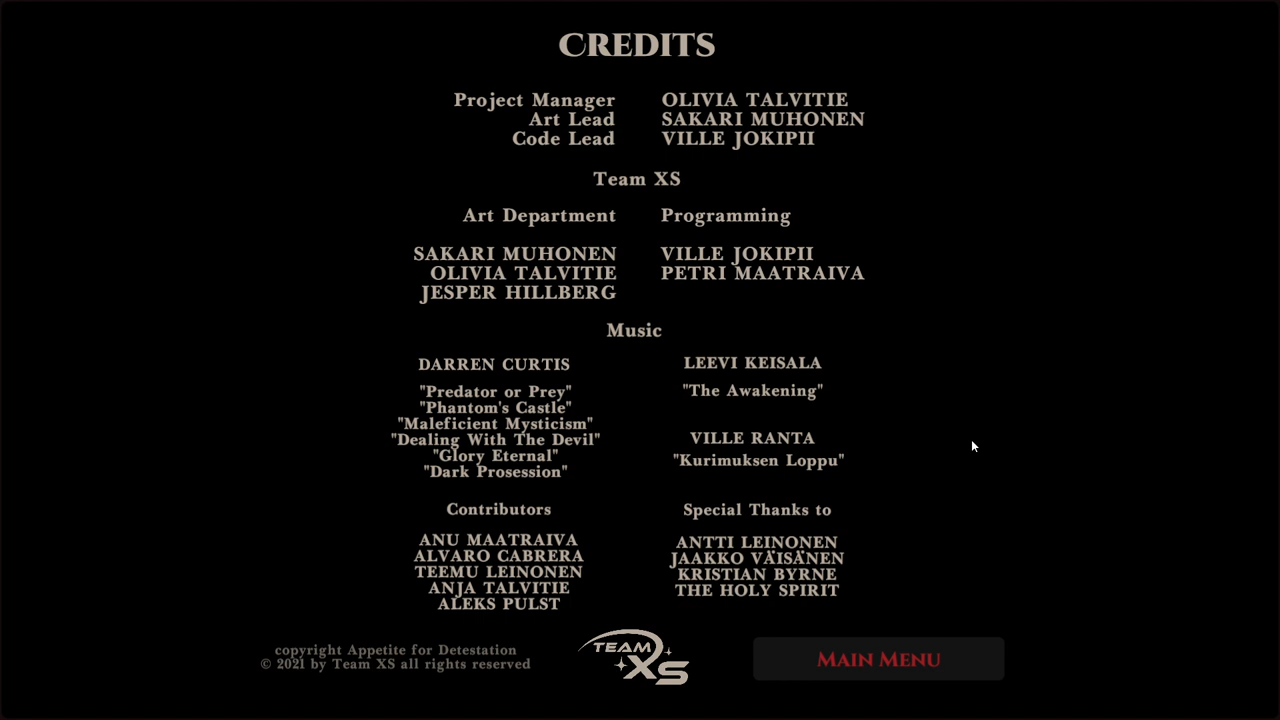 CREDITS
Project Manager OLIVIA TALVITIE
Art Lead SAKARI MUHONEN
Code Lead VILLE JOKIPII
Team XS
Art Department Programming
SAKARI MUHONEN VILLE JOKIPII
OLIVIA TALVITIE PETRI MAATRAIVA
JESPER HILLBERG
Music
DARREN CURTIS
"Predator or Prey"
"Phantom's Castle"
"Maleficient Mysticism"
"Dealing With The Devil"
"Glory Eternal"
"Dark Prosession"
LEEVI KEISALA
"The Awakening"
VILLE RANTA
"Kurimuksen Loppu"
Contributors
ANU MAATRAIVA
ALVARO CABRERA
TEEMU LEINONEN
ANJA TALVITIE
ALEKS PULST
Special Thanks to
ANTTI LEINONEN
JAAKKO VÄISÄNEN
KRISTIAN BYRNE
THE HOLY SPIRIT
copyright Appetite for Detestation
© 2021 by Team XS all rights reserved
TEAM
XS
MAIN MENU